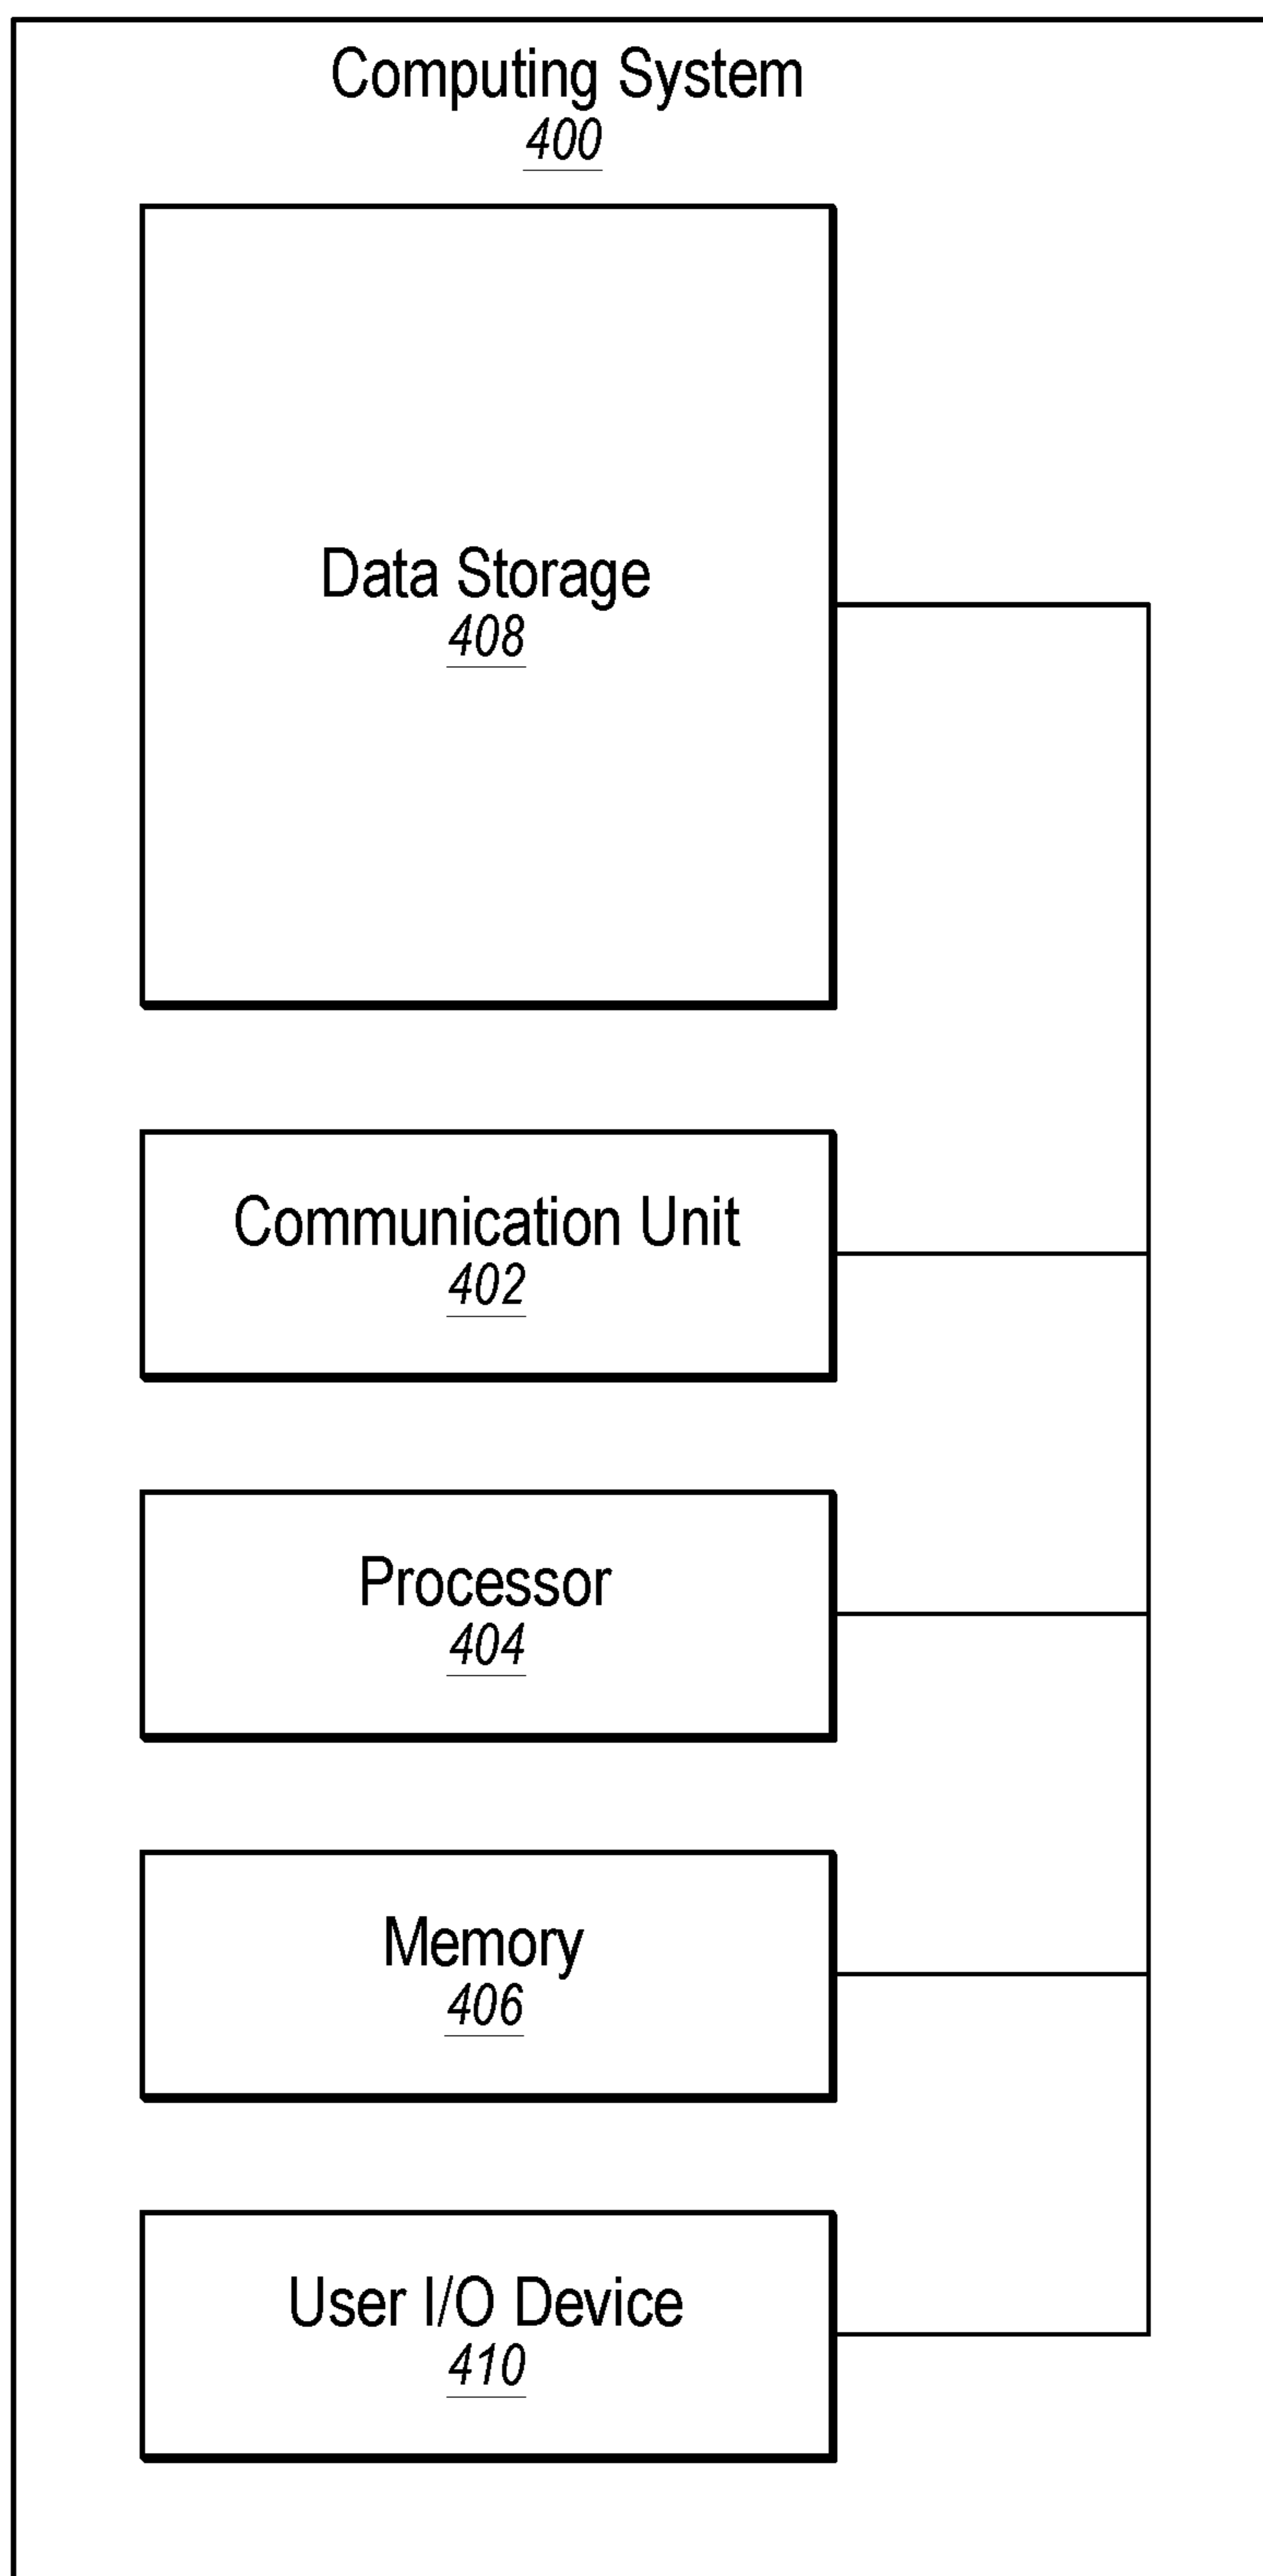 Computing System
400
Data Storage
408
Communication Unit
402
Processor
404
Memory
406
User I/O Device
410